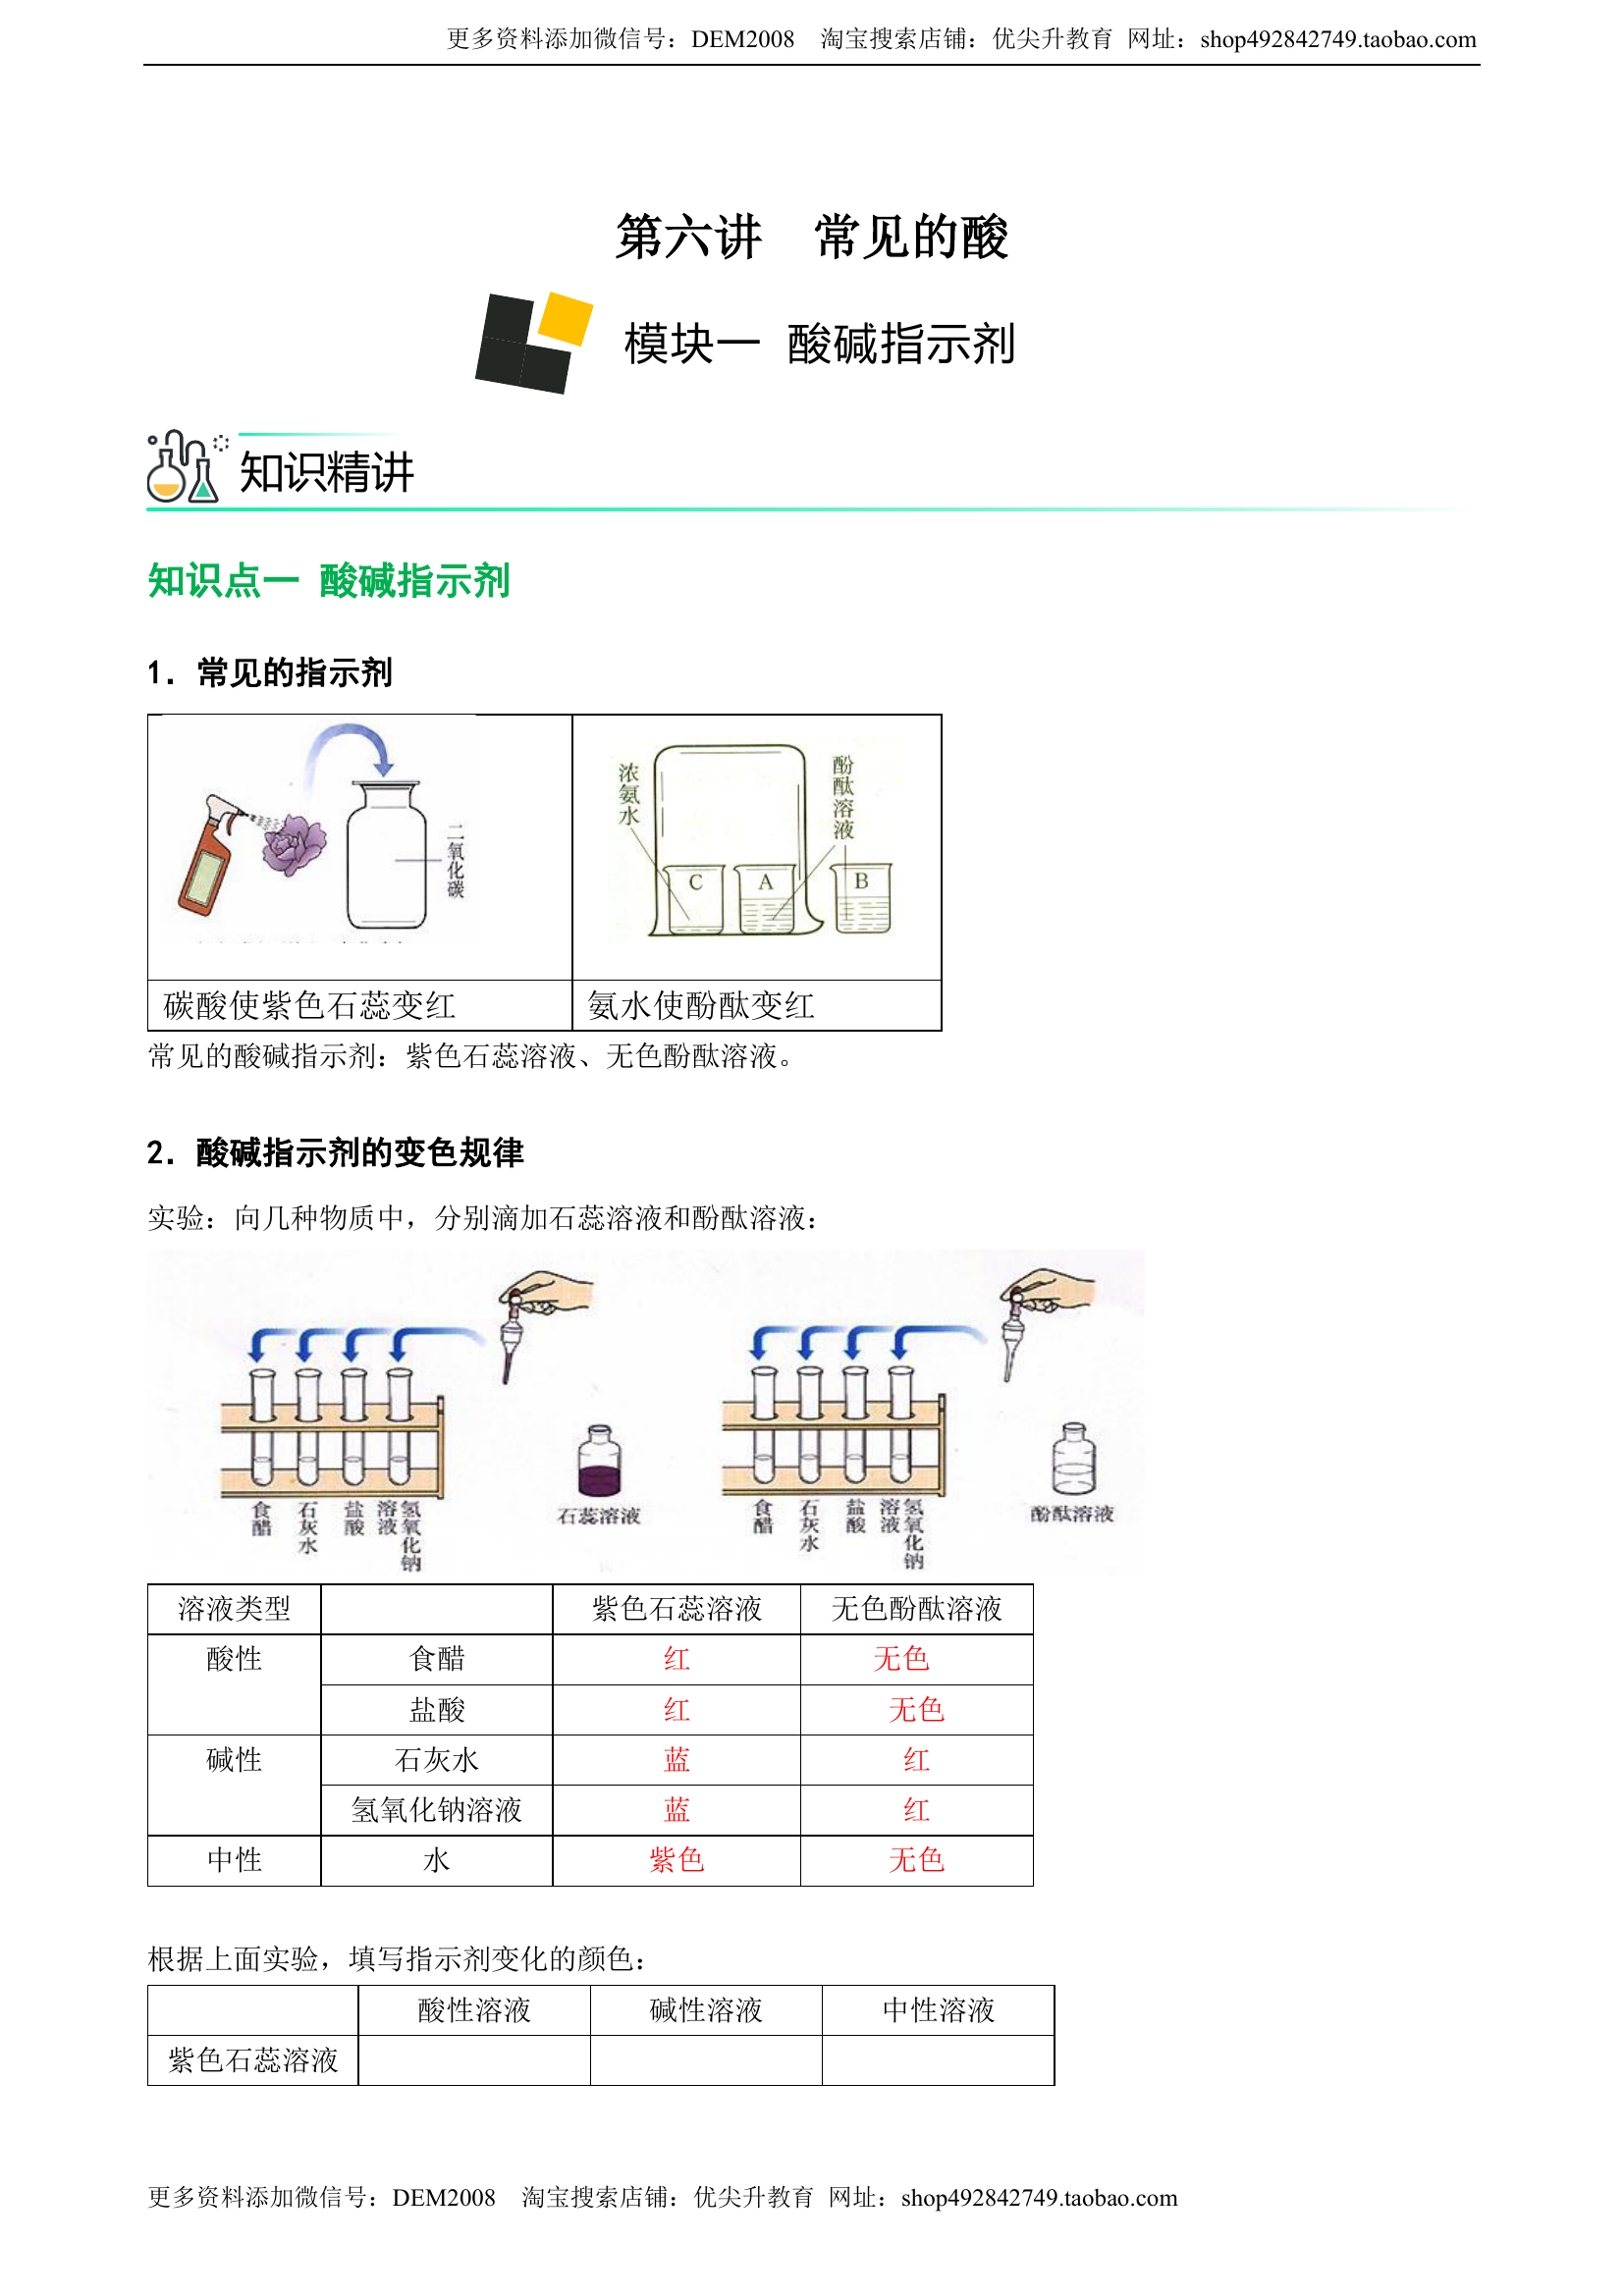 更多资料添加微信号：DEM2008 淘宝搜索店铺：优尖升教育 网址：shop492842749.taobao.com
第六讲 常见的酸
模块一 酸碱指示剂
知识精讲
知识点一 酸碱指示剂
1. 常见的指示剂
二氧化碳
浓氨水
酚酞溶液
C
A
B
碳酸使紫色石蕊变红
氨水使酚酞变红
常见的酸碱指示剂：紫色石蕊溶液、无色酚酞溶液。
2. 酸碱指示剂的变色规律
实验：向几种物质中，分别滴加石蕊溶液和酚酞溶液：
食醋
石灰水
盐酸
氢氧化钠溶液
石蕊溶液
食醋
石灰水
盐酸
氢氧化钠溶液
酚酞溶液
溶液类型 紫色石蕊溶液 无色酚酞溶液
酸性 食醋 红 无色
盐酸 红 无色
碱性 石灰水 蓝 红
氢氧化钠溶液 蓝 红
中性 水 紫色 无色
根据上面实验，填写指示剂变化的颜色：
酸性溶液 碱性溶液 中性溶液
紫色石蕊溶液
更多资料添加微信号：DEM2008 淘宝搜索店铺：优尖升教育 网址：shop492842749.taobao.com